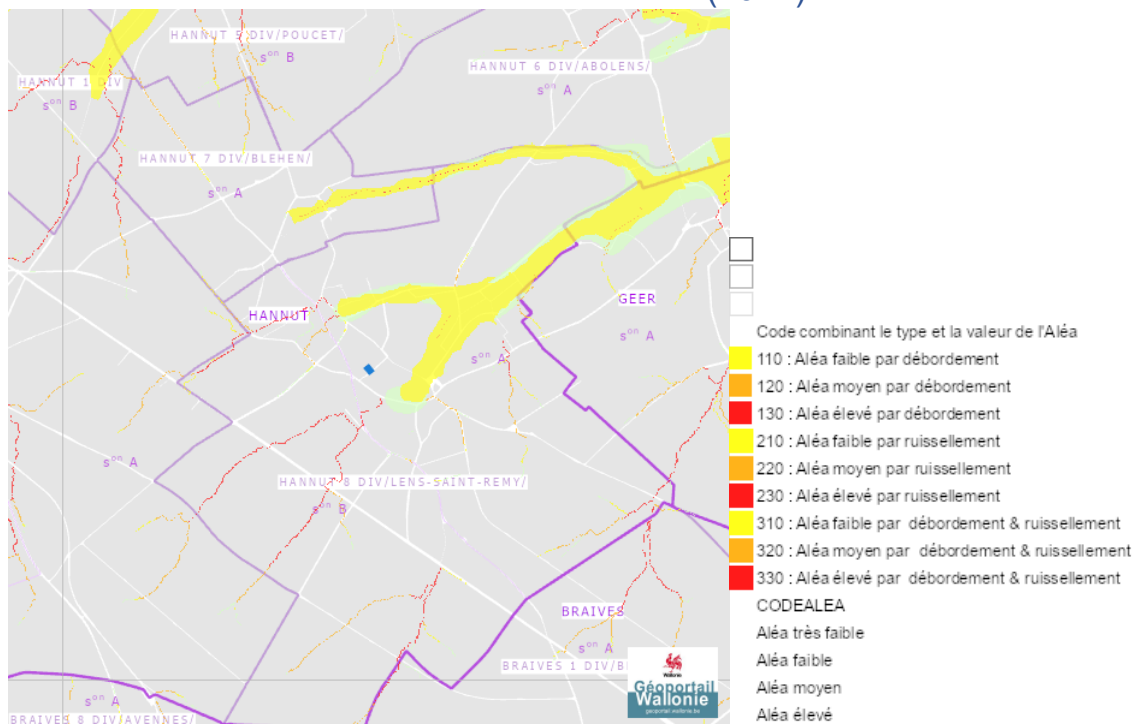 HANNUT 5 DIV/POUCET/
sᵒⁿ B
HANNUT 6 DIV/ABOLENS/
sᵒⁿ A
HANNUT 1 DIV
sᵒⁿ B
HANNUT 7 DIV/BLEHEN/
sᵒⁿ A
HANNUT
GEER
sᵒⁿ A
sᵒⁿ A
sᵒⁿ A
HANNUT 8 DIV/LENS-SAINT-REMY/
sᵒⁿ B
BRAIVES
sᵒⁿ A
BRAIVES 1 DIV/B
sᵒⁿ A
BRAIVES 8 DIV/AVENNES/
Wallonie
Géoportail
Wallonie
geoportail.wallonie.be
Code combinant le type et la valeur de l'Aléa
110 : Aléa faible par débordement
120 : Aléa moyen par débordement
130 : Aléa élevé par débordement
210 : Aléa faible par ruissellement
220 : Aléa moyen par ruissellement
230 : Aléa élevé par ruissellement
310 : Aléa faible par débordement & ruissellement
320 : Aléa moyen par débordement & ruissellement
330 : Aléa élevé par débordement & ruissellement
CODEALEA
Aléa très faible
Aléa faible
Aléa moyen
Aléa élevé